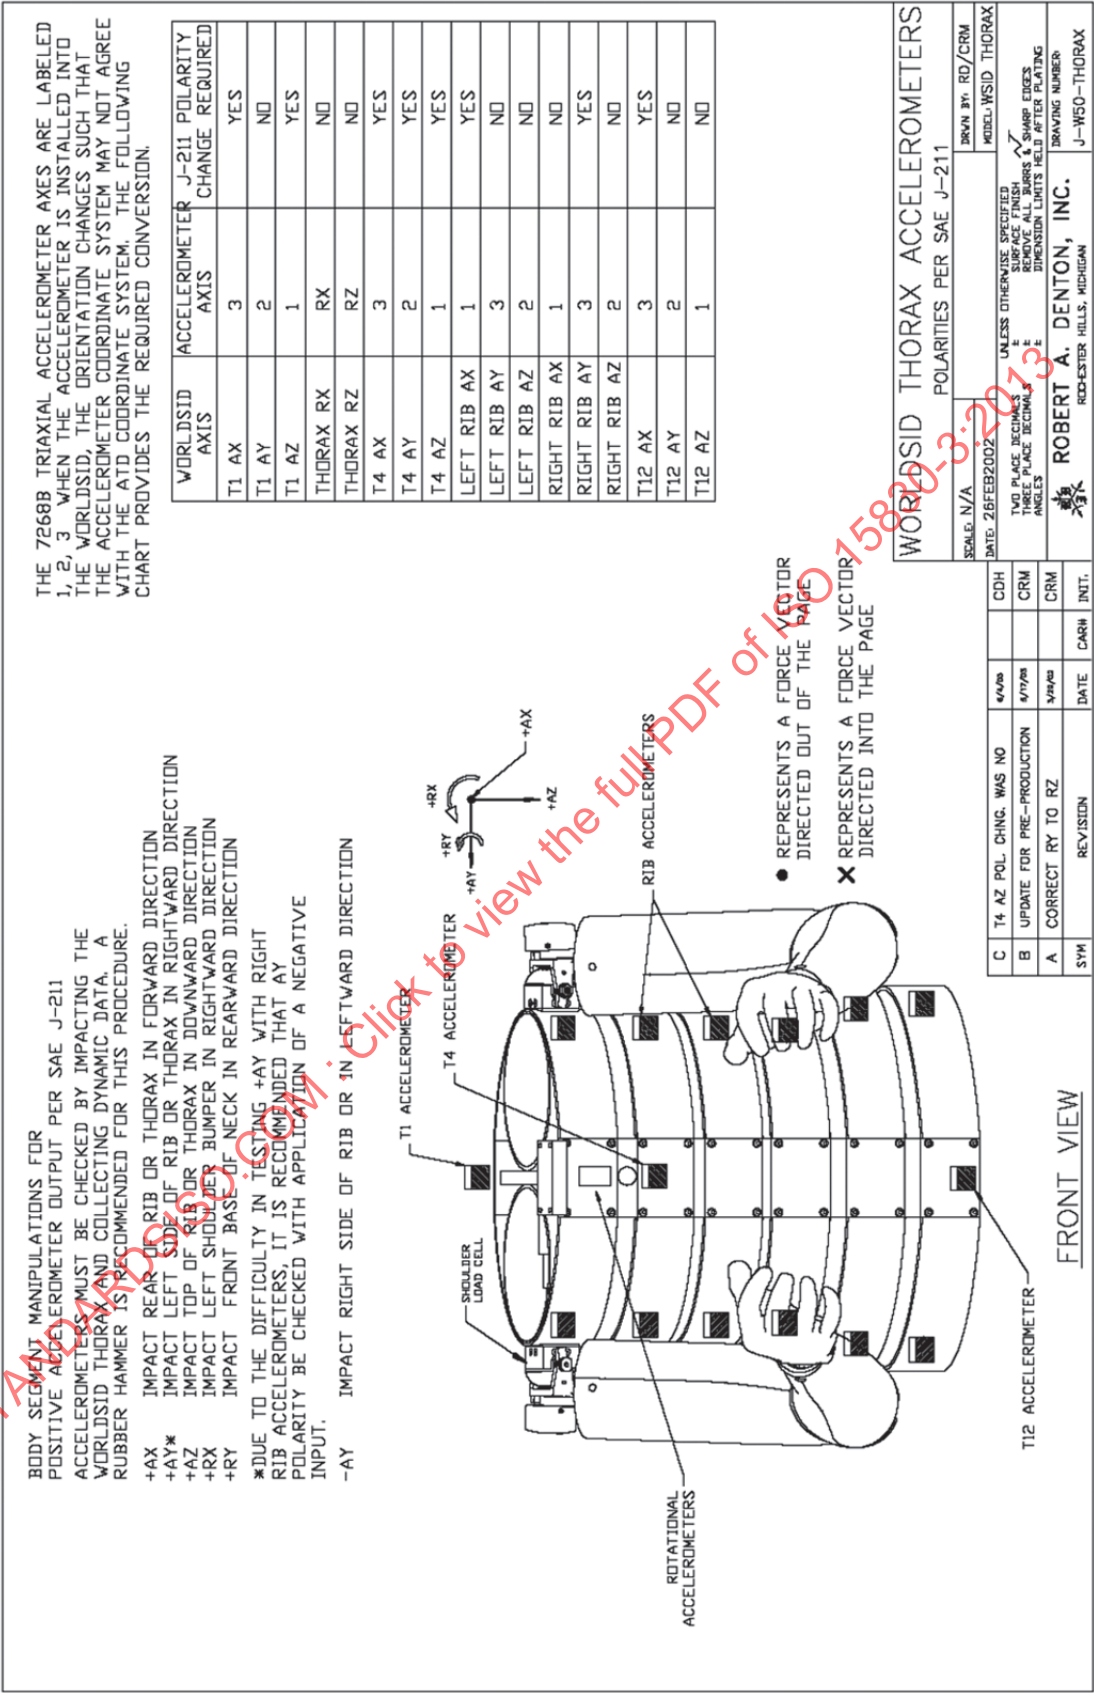 BODY SEGMENT MANIPULATIONS FOR
POSITIVE ACCELEROMETER OUTPUT PER SAE J-211
ACCELEROMETERS MUST BE CHECKED BY IMPACTING THE
WORLDSID THORAX AND COLLECTING DYNAMIC DATA. A
RUBBER HAMMER IS RECOMMENDED FOR THIS PROCEDURE.
+AX IMPACT REAR OF RIB OR THORAX IN FORWARD DIRECTION
+AY* IMPACT LEFT SIDE OF RIB OR THORAX IN RIGHTWARD DIRECTION
+AZ IMPACT TOP OF RIB OR THORAX IN DOWNWARD DIRECTION
+RX IMPACT LEFT SHOULDER BUMPER IN RIGHTWARD DIRECTION
+RY IMPACT FRONT BASE OF NECK IN REARWARD DIRECTION
*DUE TO THE DIFFICULTY IN TESTING +AY WITH RIGHT
RIB ACCELEROMETERS, IT IS RECOMMINDED THAT AY
POLARITY BE CHECKED WITH APPLICATION OF A NEGATIVE
INPUT.
-AY IMPACT RIGHT SIDE OF RIB OR IN LEFTWARD DIRECTION
THE 7268B TRIAXIAL ACCELEROMETER AXES ARE LABELED
1, 2, 3 WHEN THE ACCELEROMETER IS INSTALLED INTO
THE WORLDSID, THE ORIENTATION CHANGES SUCH THAT
THE ACCELEROMETER COORDINATE SYSTEM MAY NOT AGREE
WITH THE ATD COORDINATE SYSTEM. THE FOLLOWING
CHART PROVIDES THE REQUIRED CONVERSION.
WORLDSID AXIS ACCELEROMETER AXIS J-211 POLARITY CHANGE REQUIRED
T1 AX 3 YES
T1 AY 2 NO
T1 AZ 1 YES
THORAX RX RX NO
THORAX RZ RZ NO
T4 AX 3 YES
T4 AY 2 YES
T4 AZ 1 YES
LEFT RIB AX 1 YES
LEFT RIB AY 3 NO
LEFT RIB AZ 2 NO
RIGHT RIB AX 1 NO
RIGHT RIB AY 3 YES
RIGHT RIB AZ 2 NO
T12 AX 3 YES
T12 AY 2 NO
T12 AZ 1 NO
+RX
+RY
+AY
+AX
+AZ
T1 ACCELEROMETER
T4 ACCELEROMETER
RIB ACCELEROMETERS
SHOULDER
LOAD CELL
ROTATIONAL
ACCELEROMETERS
T12 ACCELEROMETER
FRONT VIEW
● REPRESENTS A FORCE VECTOR
DIRECTED OUT OF THE PAGE
X REPRESENTS A FORCE VECTOR
DIRECTED INTO THE PAGE
C T4 AZ POL. CHNG. WAS NO CDH
B UPDATE FOR PRE-PRODUCTION CRM
A CORRECT RY TO RZ CRM
SYM REVISION DATE CAR# INIT.
WORLDSID THORAX ACCELEROMETERS
POLARITIES PER SAE J-211
SCALE: N/A DRWN BY: RD/CRM
DATE: 26FEB2002 MODEL: WSID THORAX
UNLESS OTHERWISE SPECIFIED
TWO PLACE DECIMALS ± SURFACE FINISH
THREE PLACE DECIMALS ± REMOVE ALL BURRS & SHARP EDGES
ANGLES ± DIMENSION LIMITS HELD AFTER PLATING
ROBERT A. DENTON, INC.
ROCHESTER HILLS, MICHIGAN
DRAWING NUMBER:
J-W50-THORAX
ANDARDSISO.COM : Click to view the full PDF of ISO 15830-3:2013